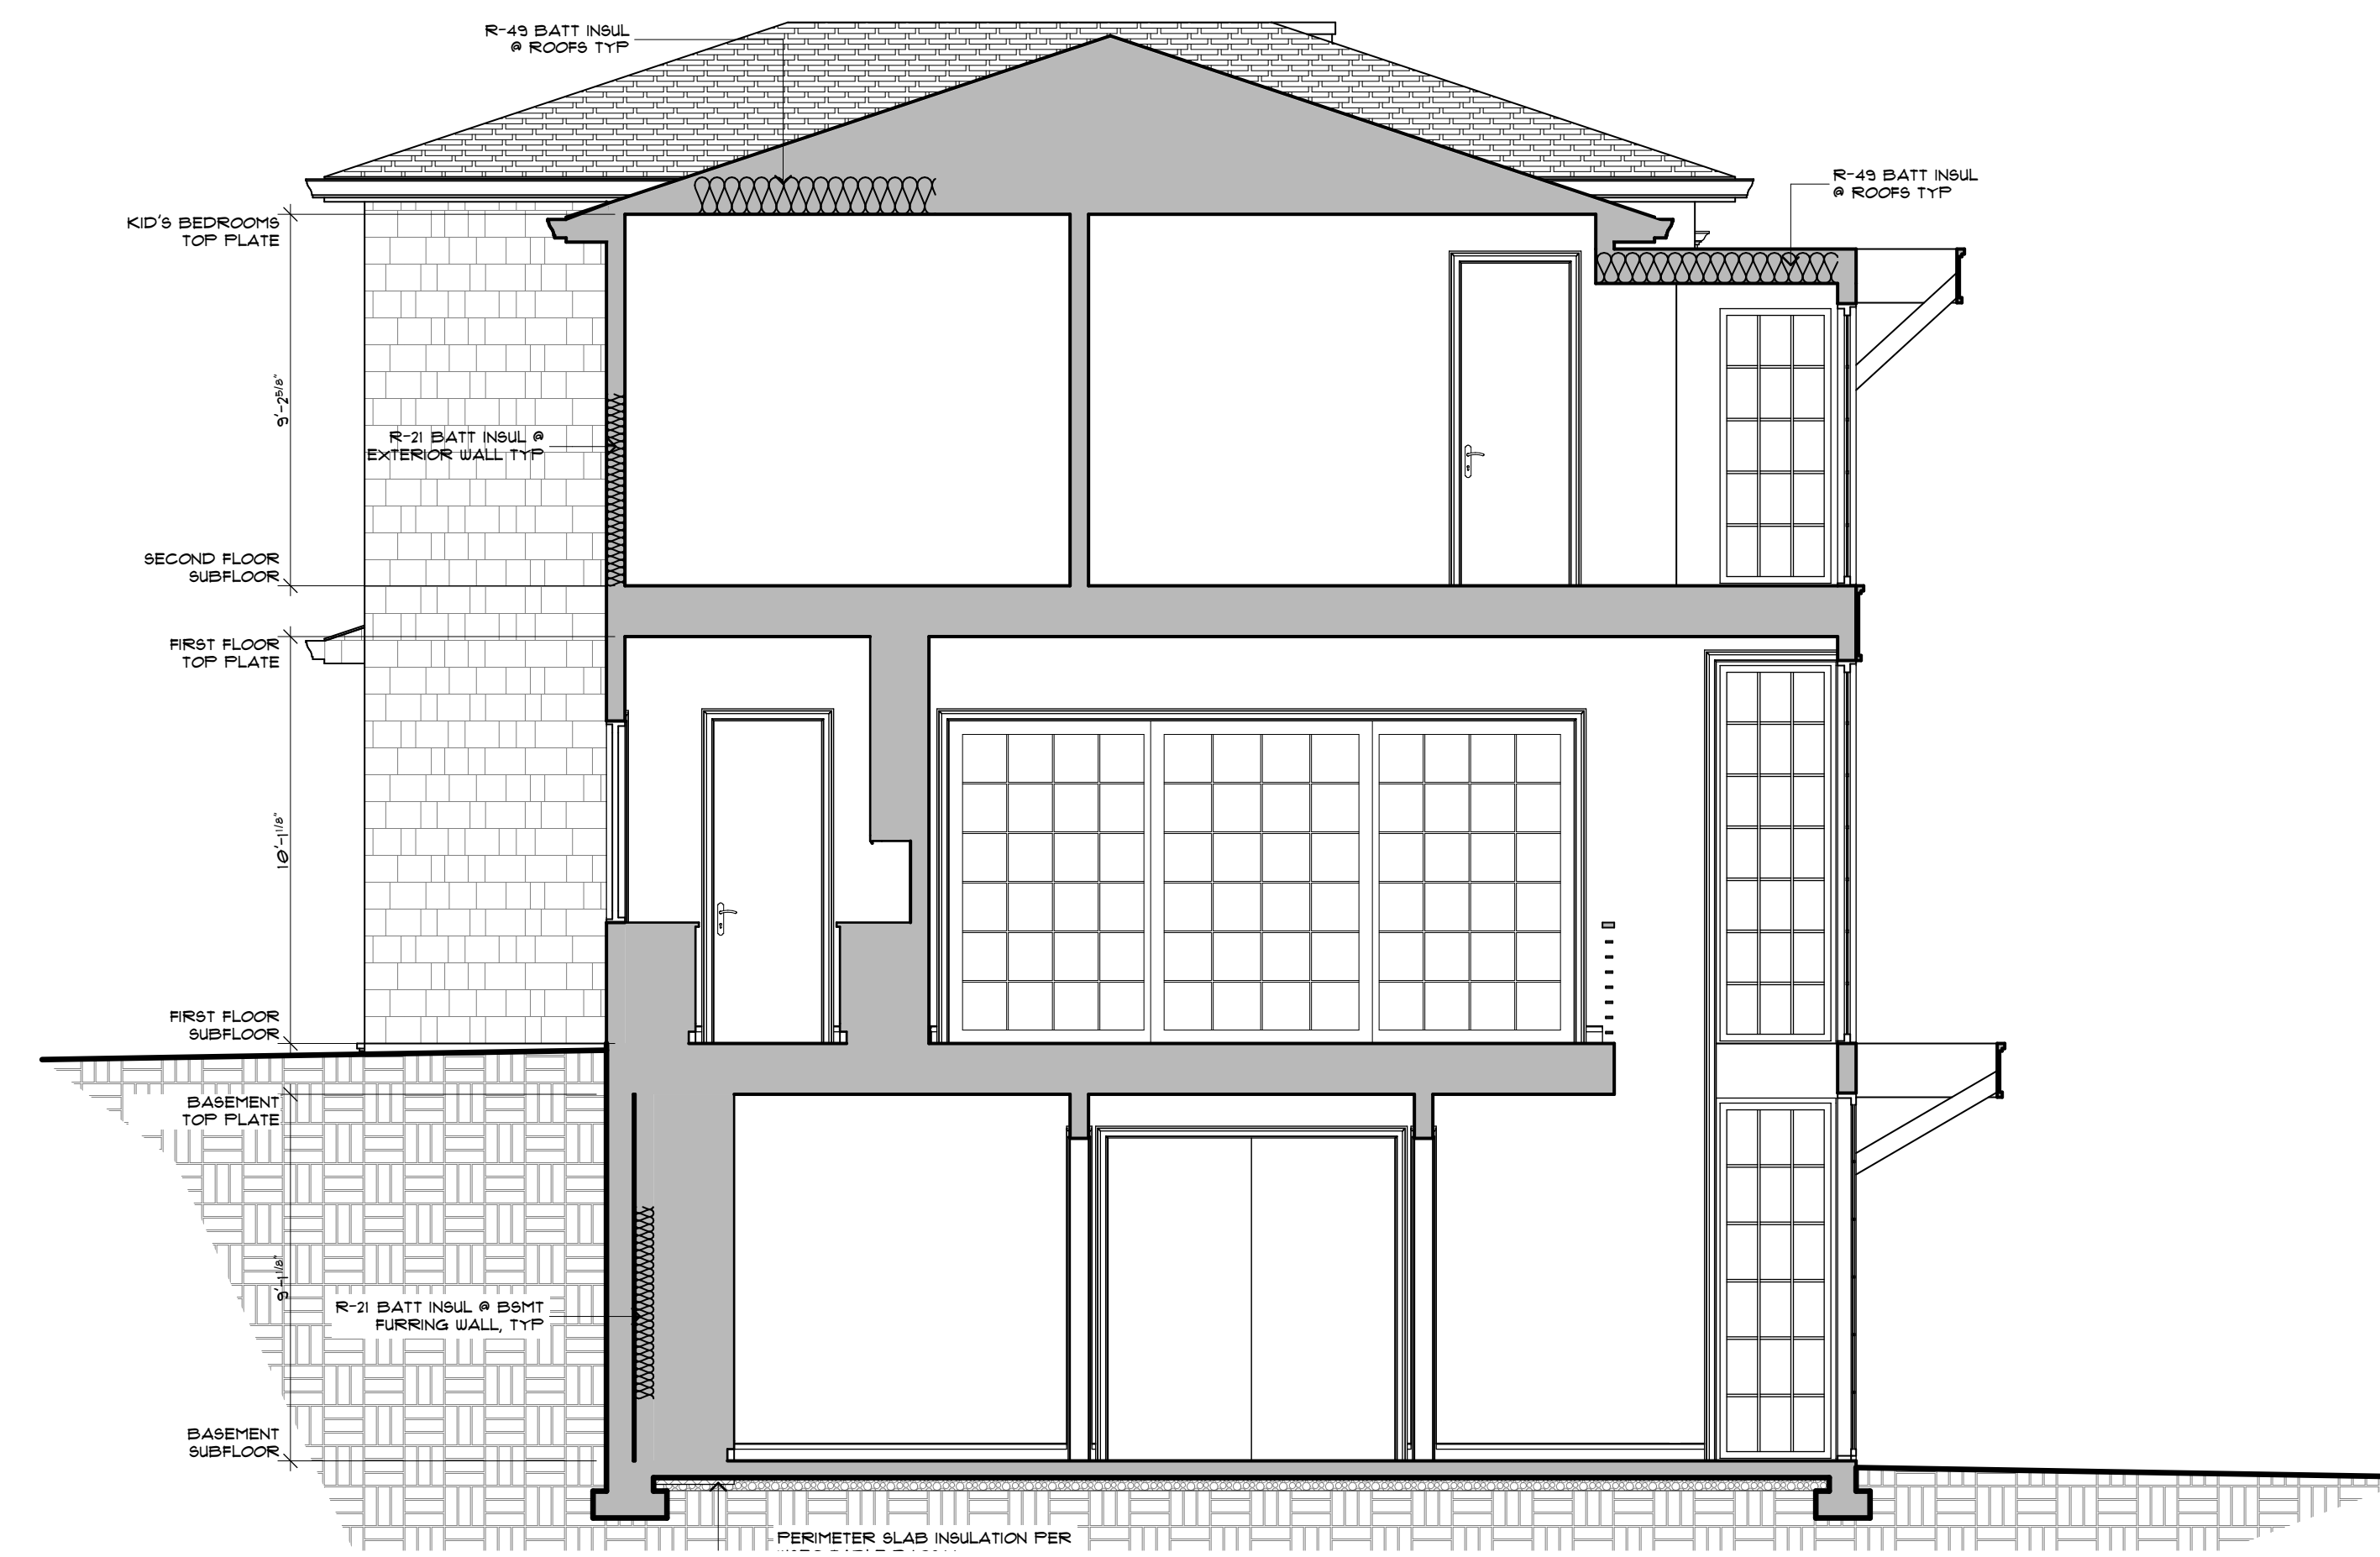 R-49 BATT INSUL
@ ROOFS TYP
R-49 BATT INSUL
@ ROOFS TYP
KID'S BEDROOMS
TOP PLATE
9'-2 5/8"
R-21 BATT INSUL @
EXTERIOR WALL TYP
SECOND FLOOR
SUBFLOOR
FIRST FLOOR
TOP PLATE
10'-1 1/8"
FIRST FLOOR
SUBFLOOR
BASEMENT
TOP PLATE
9'-1 1/8"
R-21 BATT INSUL @ BSMT
FURRING WALL, TYP
BASEMENT
SUBFLOOR
PERIMETER SLAB INSULATION PER